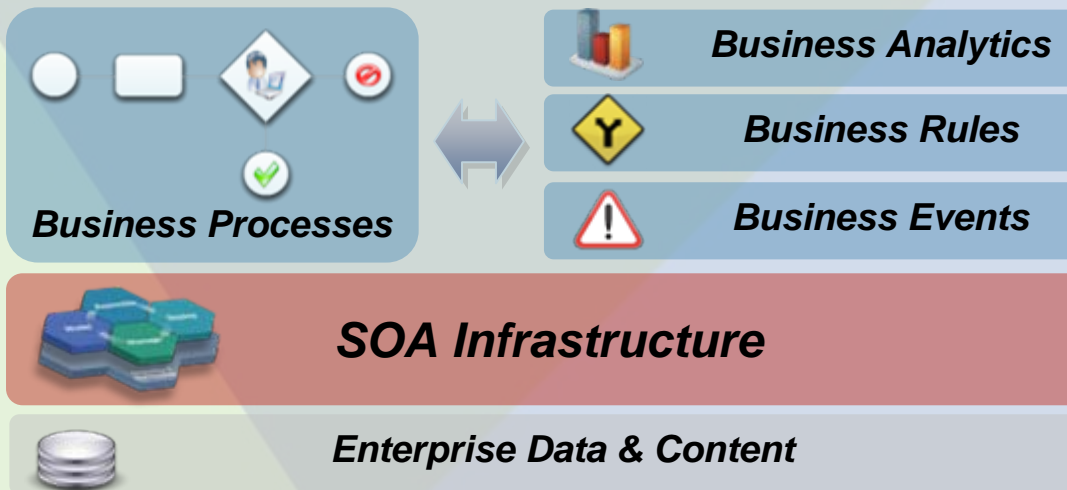 Business Analytics
Business Rules
Business Processes
Business Events
SOA Infrastructure
Enterprise Data & Content